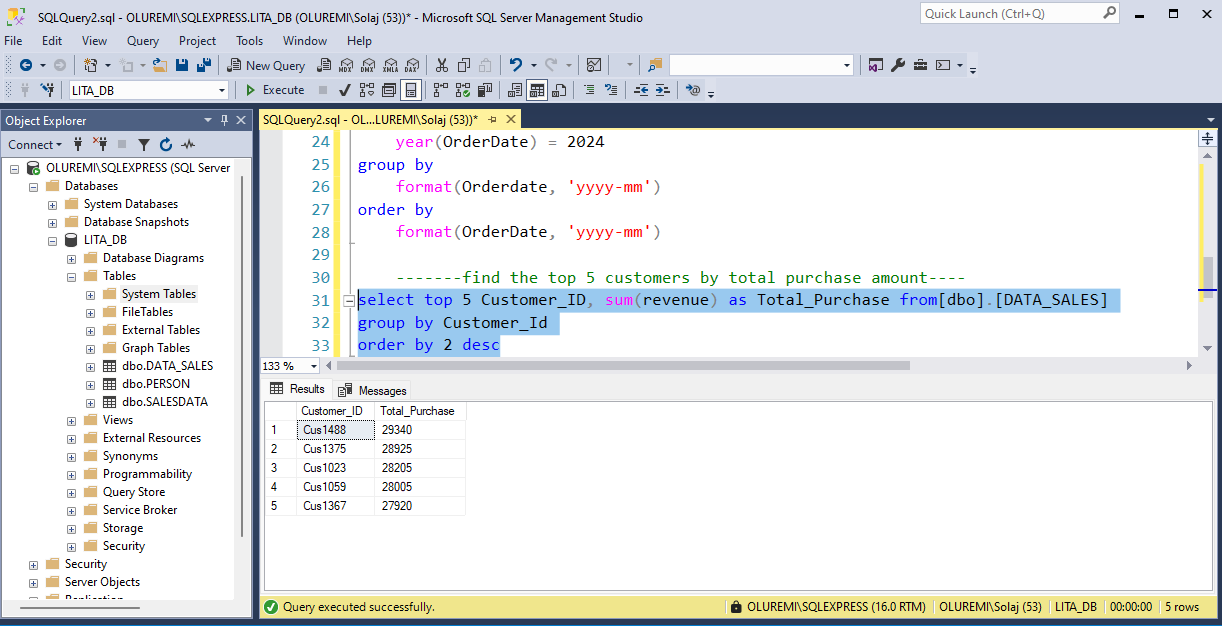 SQLQuery2.sql - OLUREMI\SQLEXPRESS.LITA_DB (OLUREMI\Solaj (53))* - Microsoft SQL Server Management Studio
Quick Launch (Ctrl+Q)
File Edit View Query Project Tools Window Help
New Query MDX DMX XMLA DAX
LITA_DB Execute
Object Explorer
Connect
OLUREMI\SQLEXPRESS (SQL Server
Databases
System Databases
Database Snapshots
LITA_DB
Database Diagrams
Tables
System Tables
FileTables
External Tables
Graph Tables
dbo.DATA_SALES
dbo.PERSON
dbo.SALESDATA
Views
External Resources
Synonyms
Programmability
Query Store
Service Broker
Storage
Security
Security
Server Objects
Replication
SQLQuery2.sql - OL...LUREMI\Solaj (53))*
24 year(OrderDate) = 2024
25 group by
26 format(Orderdate, 'yyyy-mm')
27 order by
28 format(OrderDate, 'yyyy-mm')
29
30 -------find the top 5 customers by total purchase amount----
31 select top 5 Customer_ID, sum(revenue) as Total_Purchase from[dbo].[DATA_SALES]
32 group by Customer_Id
33 order by 2 desc
133 %
Results Messages
Customer_ID Total_Purchase
1 Cus1488 29340
2 Cus1375 28925
3 Cus1023 28205
4 Cus1059 28005
5 Cus1367 27920
Query executed successfully. OLUREMI\SQLEXPRESS (16.0 RTM) OLUREMI\Solaj (53) LITA_DB 00:00:00 5 rows